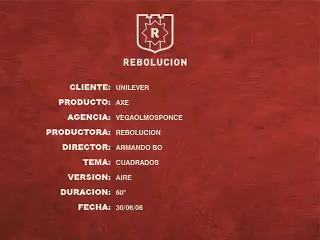 R
REBOLUCION
CLIENTE: UNILEVER
PRODUCTO: AXE
AGENCIA: VEGAOLMOSPONCE
PRODUCTORA: REBOLUCION
DIRECTOR: ARMANDO BO
TEMA: CUADRADOS
VERSION: AIRE
DURACION: 60"
FECHA: 30/06/06